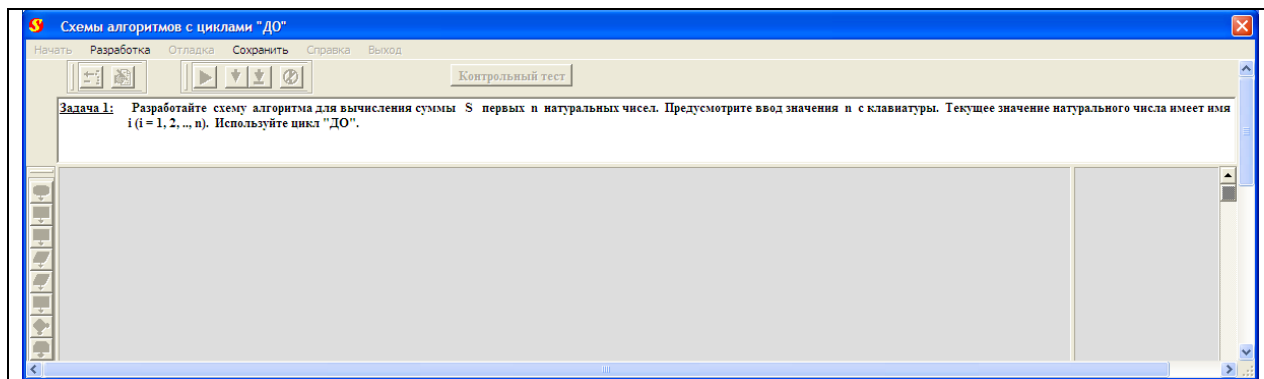 Схемы алгоритмов с циклами "ДО"
Начать Разработка Отладка Сохранить Справка Выход
Контрольный тест
Задача 1: Разработайте схему алгоритма для вычисления суммы S первых n натуральных чисел. Предусмотрите ввод значения n с клавиатуры. Текущее значение натурального числа имеет имя
i (i = 1, 2, .., n). Используйте цикл "ДО".